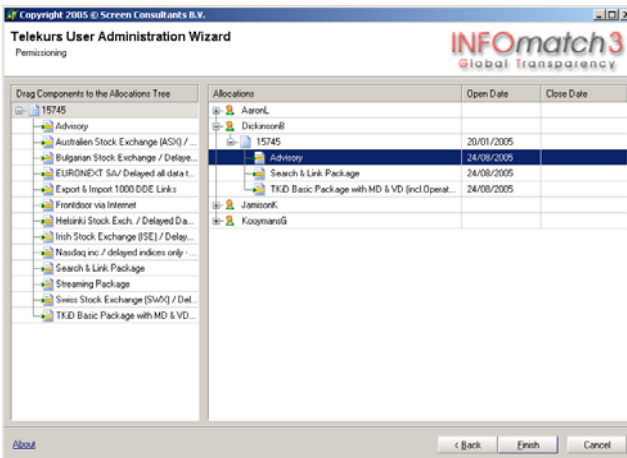 Copyright 2005 © Screen Consultants B.V.
Telekurs User Administration Wizard
Permissioning
INFOmatch3
Global Transparency
Drag Components to the Allocations Tree
15745
Advisory
Australien Stock Exchange (ASX) / ...
Bulgarian Stock Exchange / Delaye...
EURONEXT SA/ Delayed all data t...
Export & Import 1000 DDE Links
Frontdoor via Internet
Helsinki Stock Exch. / Delayed Da...
Irish Stock Exchange (ISE) / Delay...
Nasdaq inc / delayed indices only - ...
Search & Link Package
Streaming Package
Swiss Stock Exchange (SWX) / Del...
TKiD Basic Package with MD & VD...
Allocations Open Date Close Date
AaronL
DickinsonB
15745 20/01/2005
Advisory 24/08/2005
Search & Link Package 24/08/2005
TKiD Basic Package with MD & VD (incl.Operat... 24/08/2005
JamisonK
KooymansG
About
< Back Finish Cancel